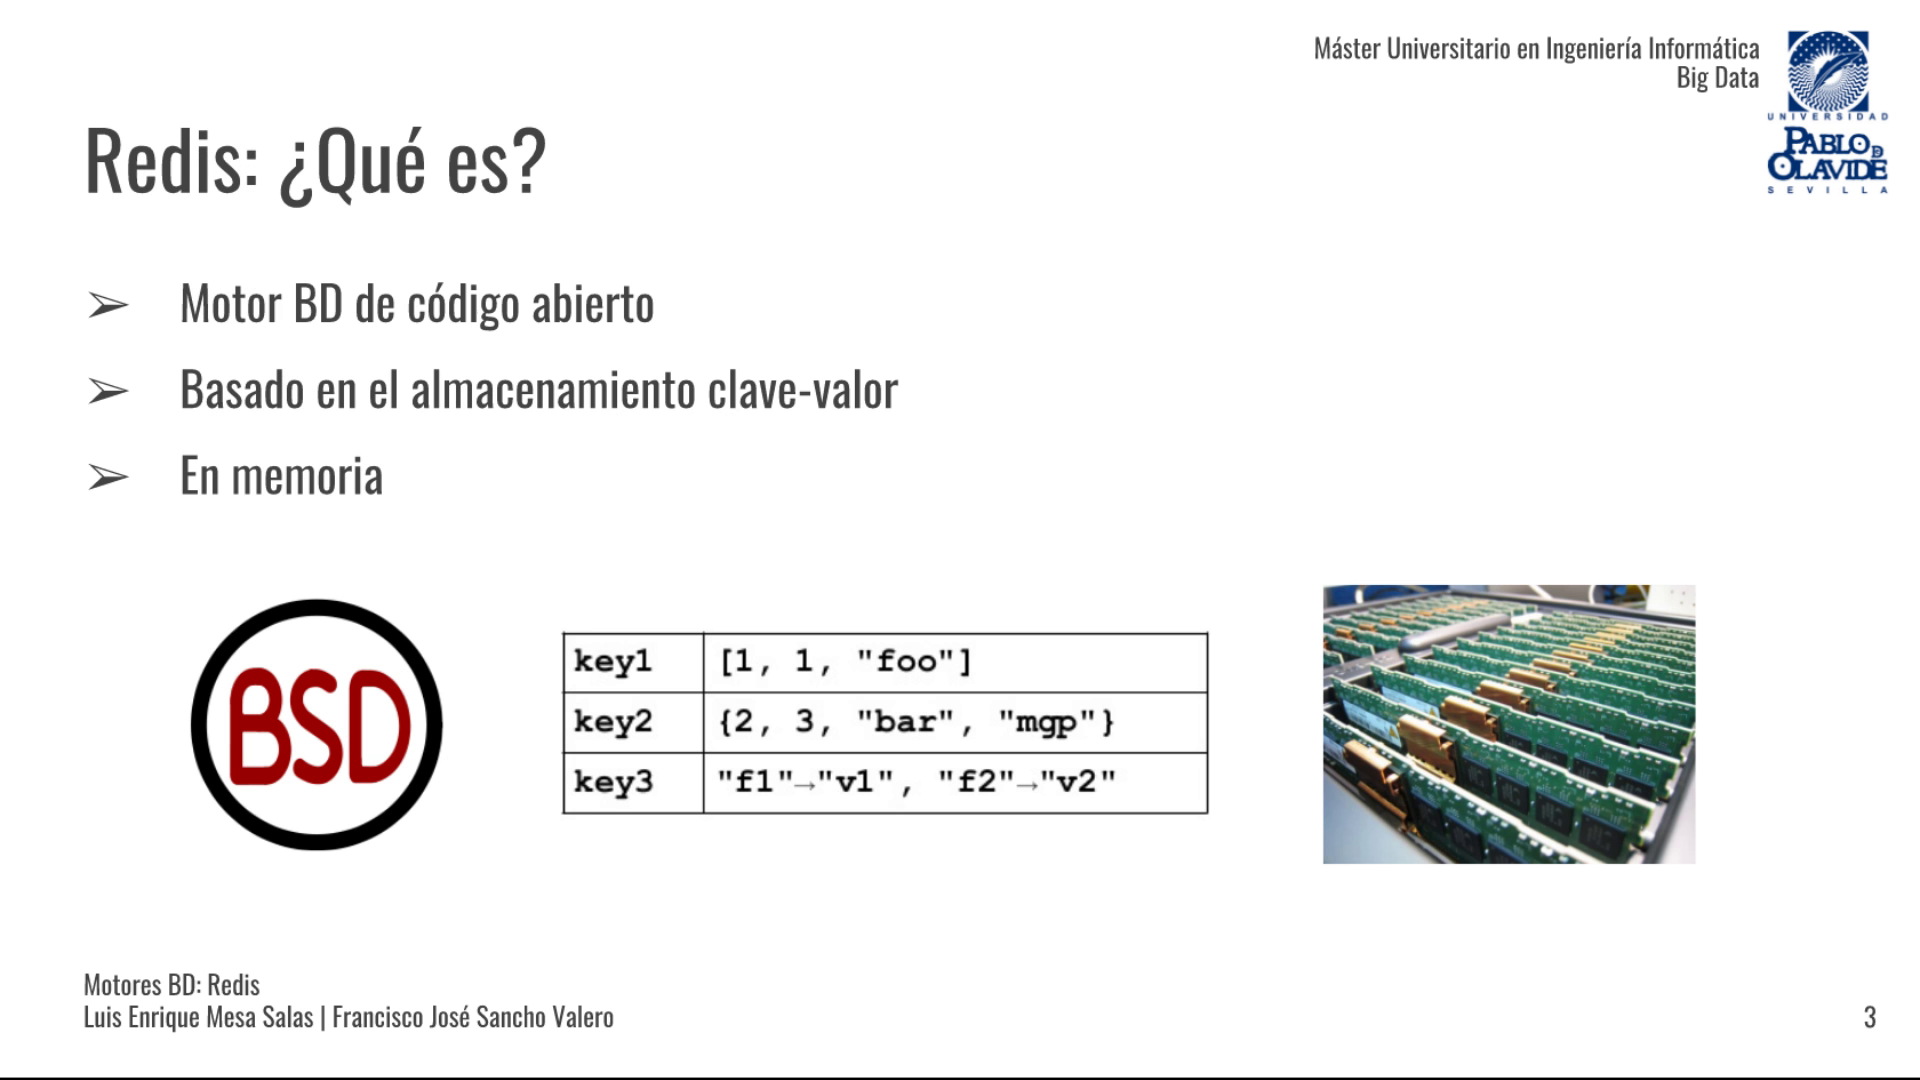 Máster Universitario en Ingeniería Informática
Big Data
UNIVERSIDAD
PABLO DE
OLAVIDE
SEVILLA
Redis: ¿Qué es?
➢ Motor BD de código abierto
➢ Basado en el almacenamiento clave-valor
➢ En memoria
BSD
key1 [1, 1, "foo"]
key2 {2, 3, "bar", "mgp"}
key3 "f1"→"v1", "f2"→"v2"
Motores BD: Redis
Luis Enrique Mesa Salas | Francisco José Sancho Valero
3